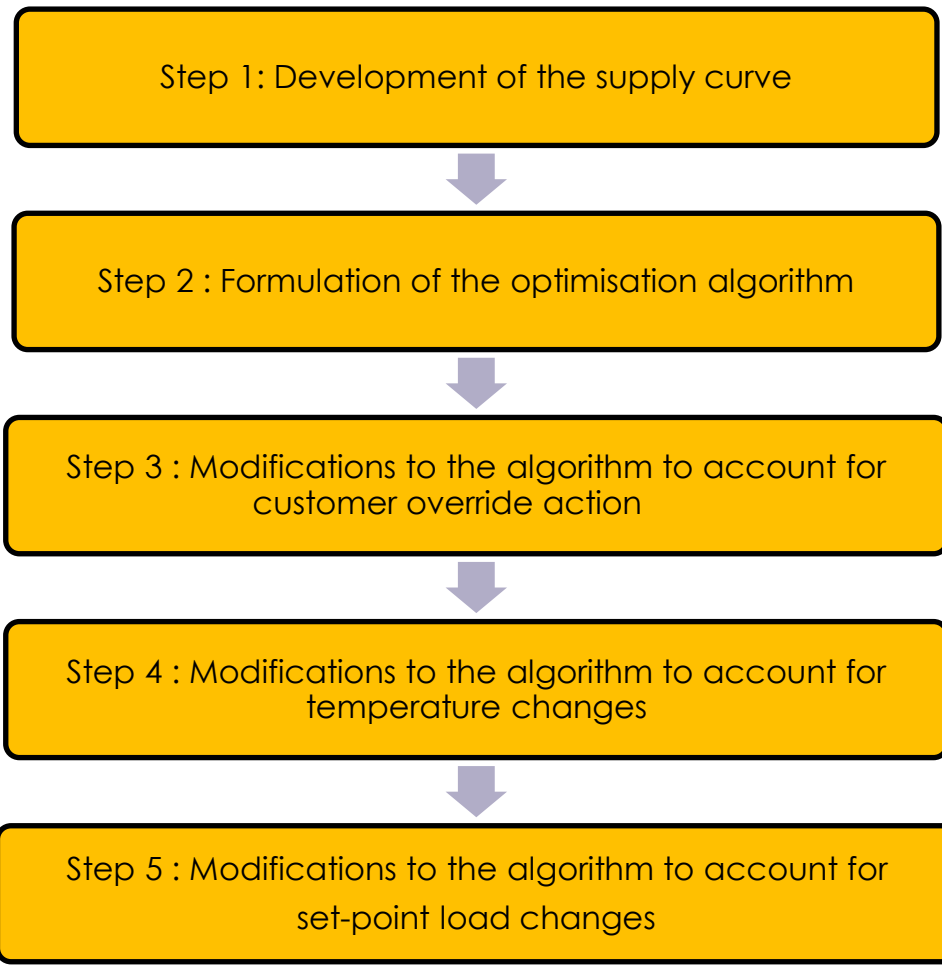 Step 1: Development of the supply curve
Step 2 : Formulation of the optimisation algorithm
Step 3 : Modifications to the algorithm to account for
customer override action
Step 4 : Modifications to the algorithm to account for
temperature changes
Step 5 : Modifications to the algorithm to account for
set-point load changes